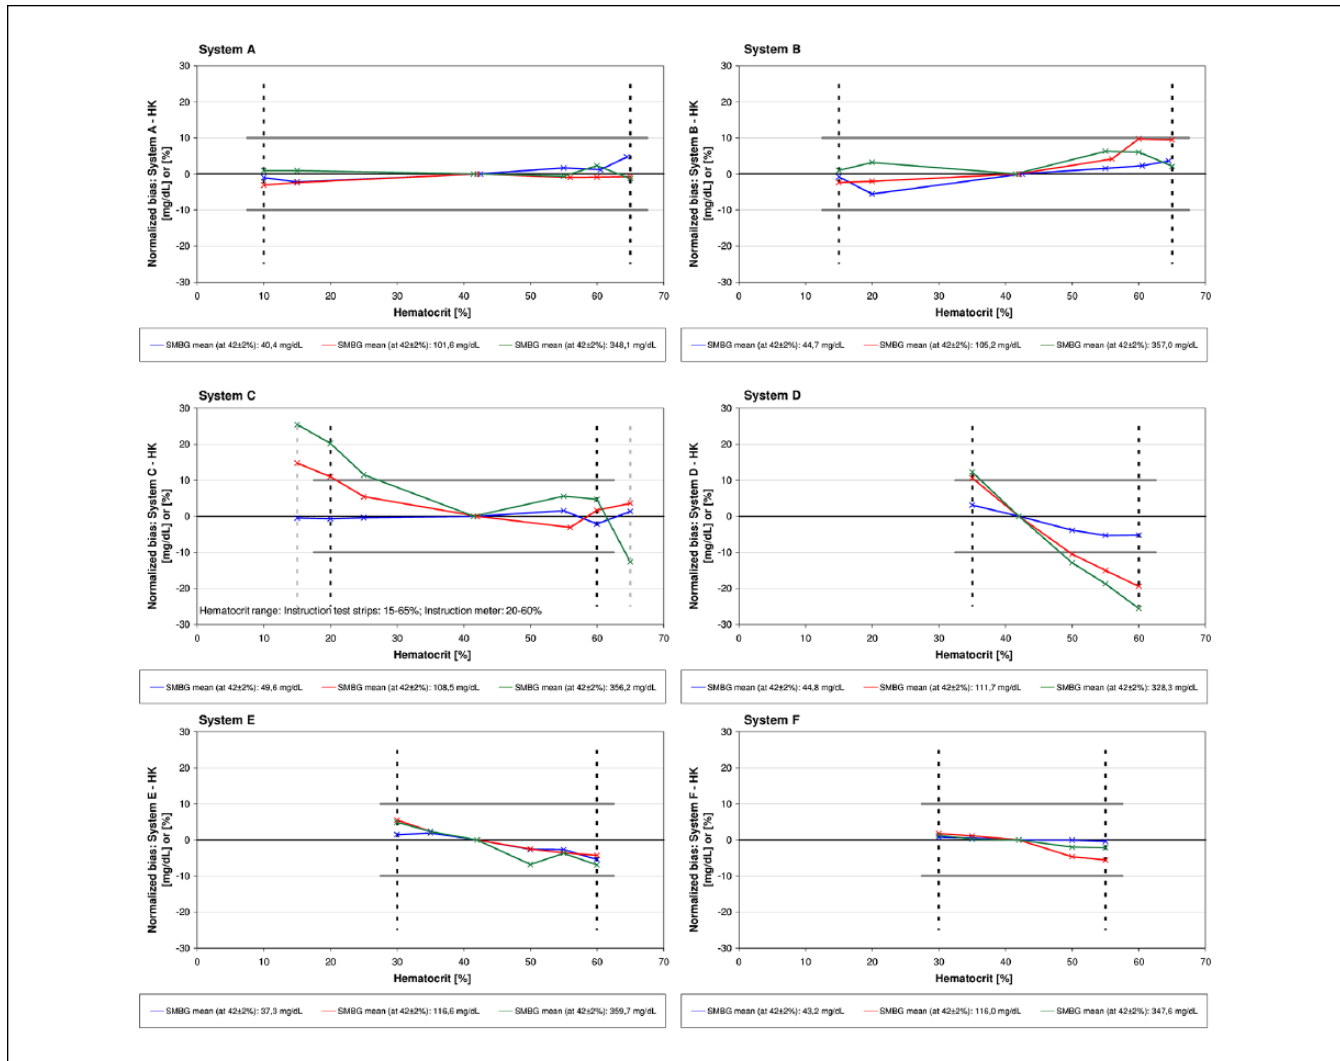 System A
Normalized bias: System A - HK
[mg/dL] or [%]
30
20
10
0
-10
-20
-30
0 10 20 30 40 50 60 70
Hematocrit [%]
SMBG mean (at 42±2%): 40,4 mg/dL SMBG mean (at 42±2%): 101,6 mg/dL SMBG mean (at 42±2%): 348,1 mg/dL
System B
Normalized bias: System B - HK
[mg/dL] or [%]
30
20
10
0
-10
-20
-30
0 10 20 30 40 50 60 70
Hematocrit [%]
SMBG mean (at 42±2%): 44,7 mg/dL SMBG mean (at 42±2%): 105,2 mg/dL SMBG mean (at 42±2%): 357,0 mg/dL
System C
Normalized bias: System C - HK
[mg/dL] or [%]
30
20
10
0
-10
-20
-30
Hematocrit range: Instruction test strips: 15-65%; Instruction meter: 20-60%
0 10 20 30 40 50 60 70
Hematocrit [%]
SMBG mean (at 42±2%): 49,6 mg/dL SMBG mean (at 42±2%): 108,5 mg/dL SMBG mean (at 42±2%): 356,2 mg/dL
System D
Normalized bias: System D - HK
[mg/dL] or [%]
30
20
10
0
-10
-20
-30
0 10 20 30 40 50 60 70
Hematocrit [%]
SMBG mean (at 42±2%): 44,8 mg/dL SMBG mean (at 42±2%): 111,7 mg/dL SMBG mean (at 42±2%): 328,3 mg/dL
System E
Normalized bias: System E - HK
[mg/dL] or [%]
30
20
10
0
-10
-20
-30
0 10 20 30 40 50 60 70
Hematocrit [%]
SMBG mean (at 42±2%): 37,3 mg/dL SMBG mean (at 42±2%): 116,6 mg/dL SMBG mean (at 42±2%): 359,7 mg/dL
System F
Normalized bias: System F - HK
[mg/dL] or [%]
30
20
10
0
-10
-20
-30
0 10 20 30 40 50 60 70
Hematocrit [%]
SMBG mean (at 42±2%): 43,2 mg/dL SMBG mean (at 42±2%): 116,0 mg/dL SMBG mean (at 42±2%): 347,6 mg/dL